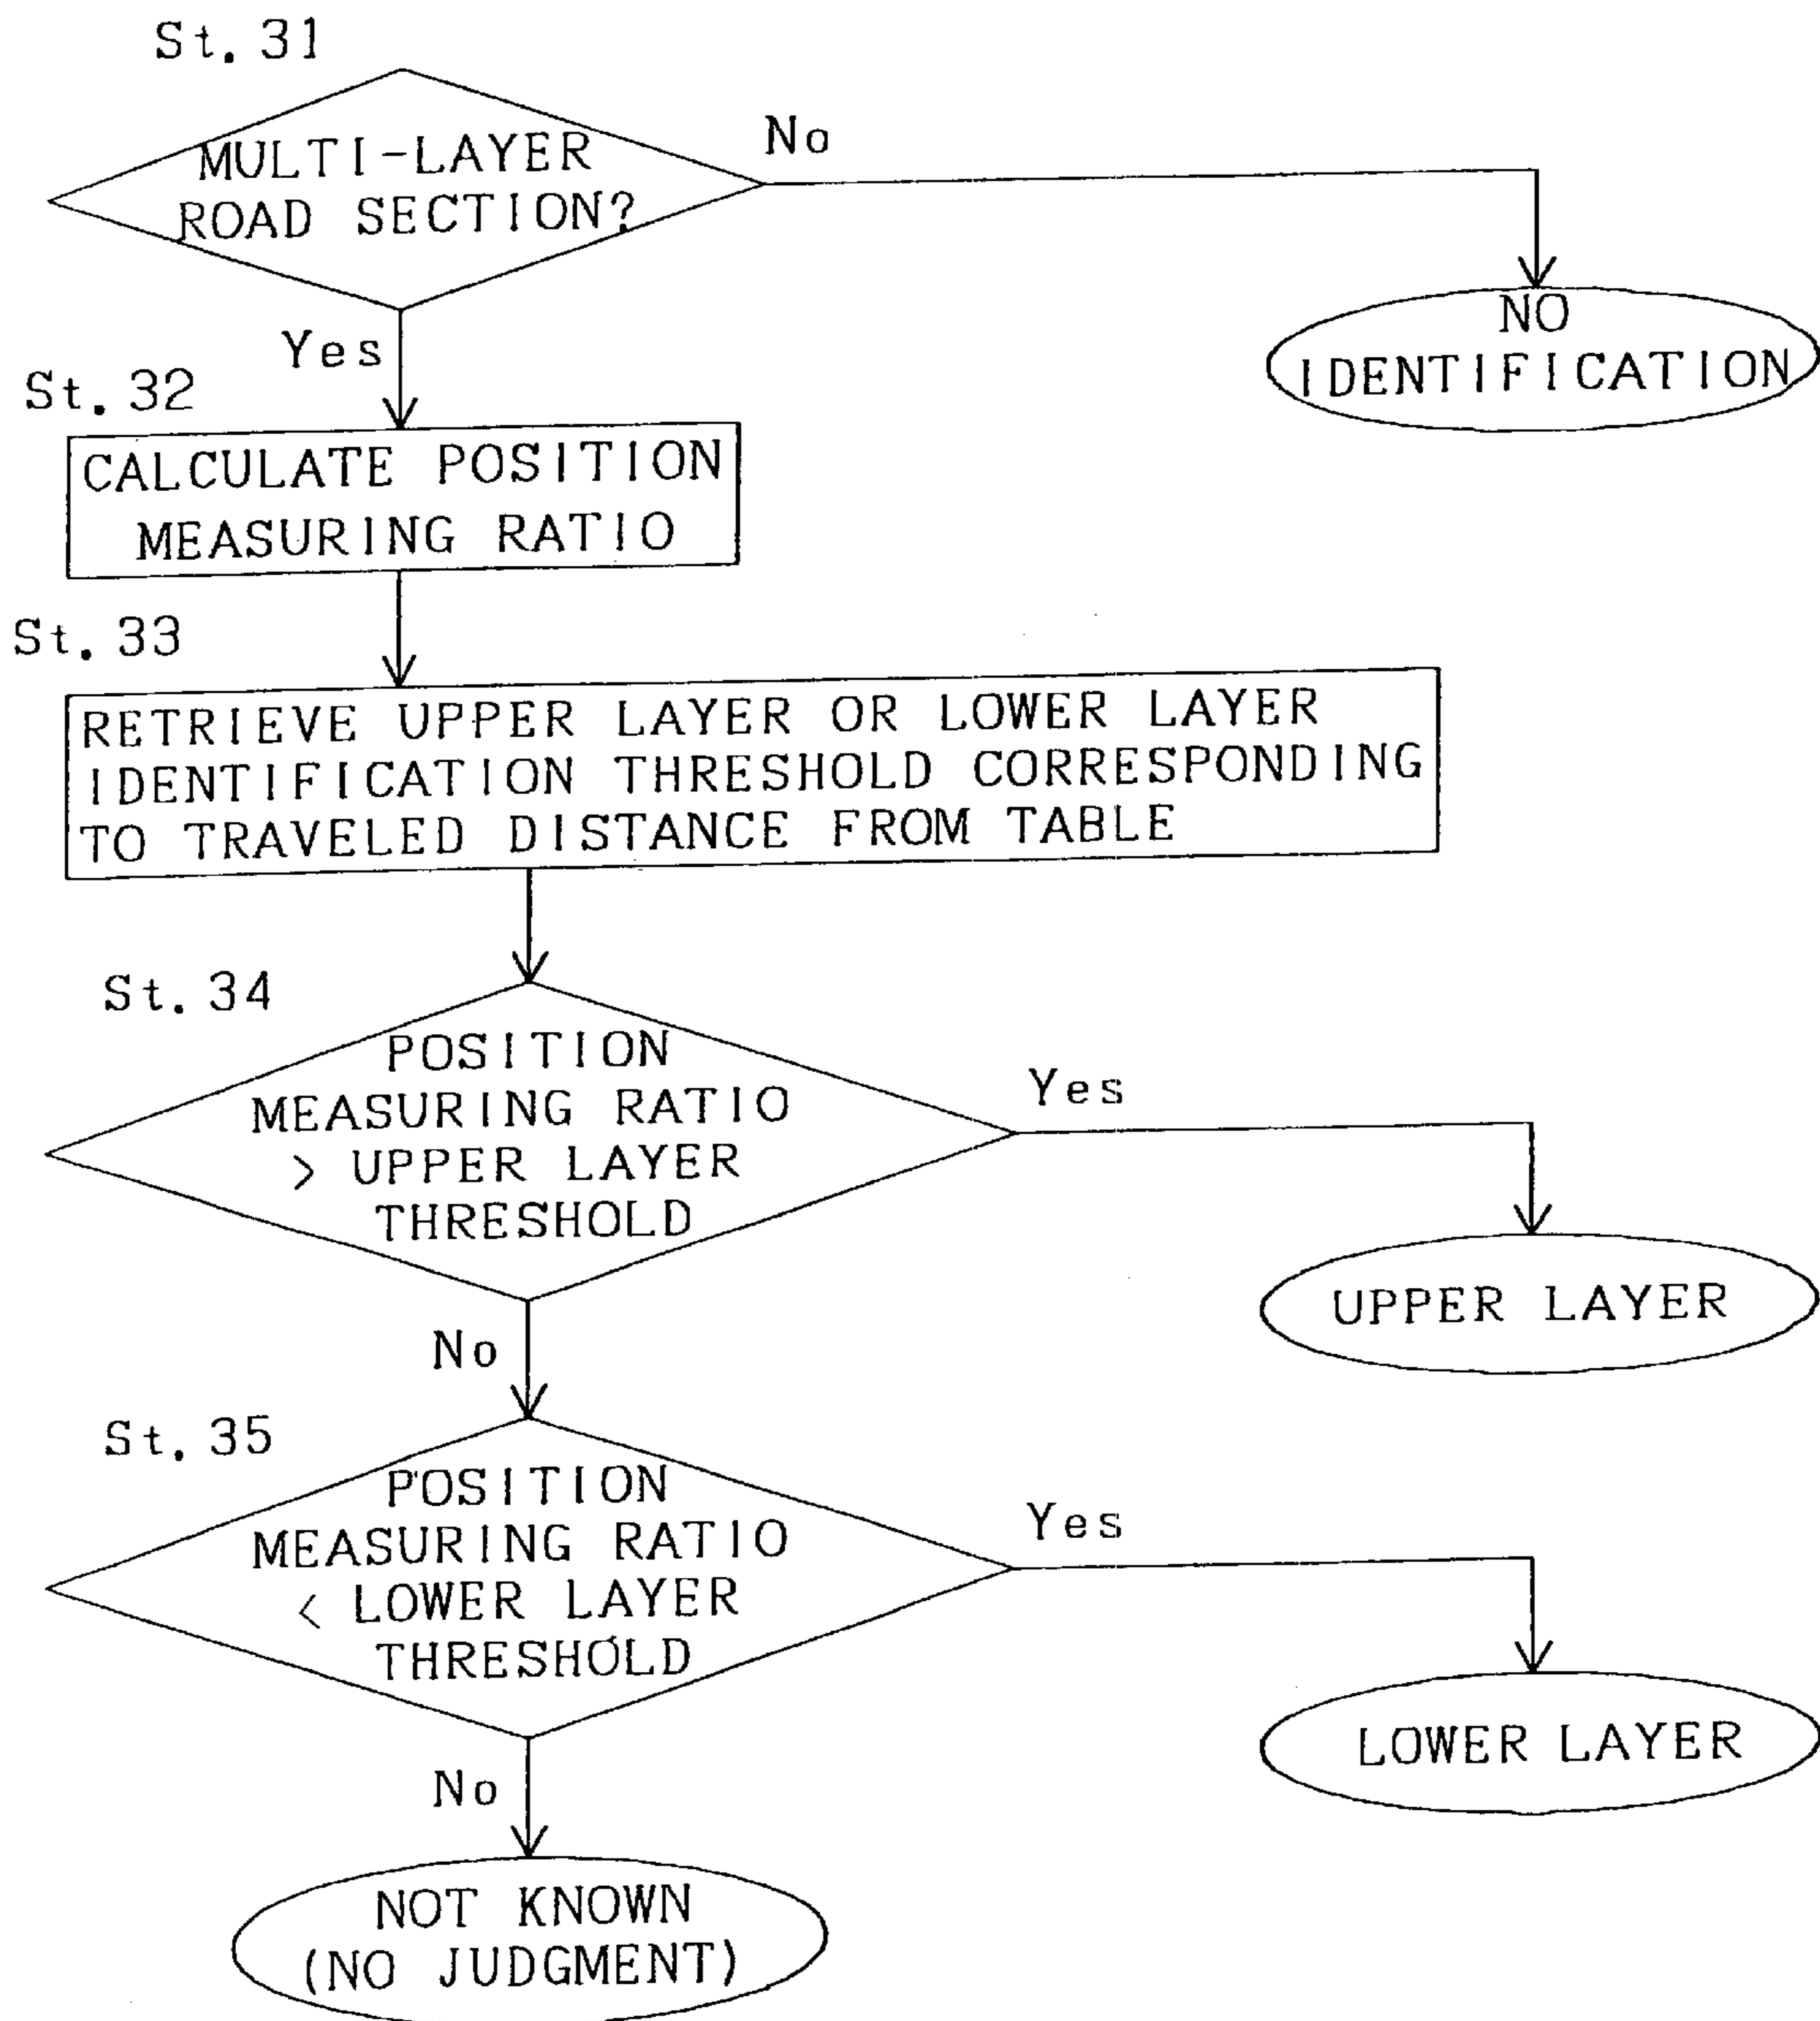 St. 31
MULTI-LAYER
ROAD SECTION?
No
NO
IDENTIFICATION
Yes
St. 32
CALCULATE POSITION
MEASURING RATIO
St. 33
RETRIEVE UPPER LAYER OR LOWER LAYER
IDENTIFICATION THRESHOLD CORRESPONDING
TO TRAVELED DISTANCE FROM TABLE
St. 34
POSITION
MEASURING RATIO
> UPPER LAYER
THRESHOLD
Yes
UPPER LAYER
No
St. 35
POSITION
MEASURING RATIO
< LOWER LAYER
THRESHOLD
Yes
LOWER LAYER
No
NOT KNOWN
(NO JUDGMENT)